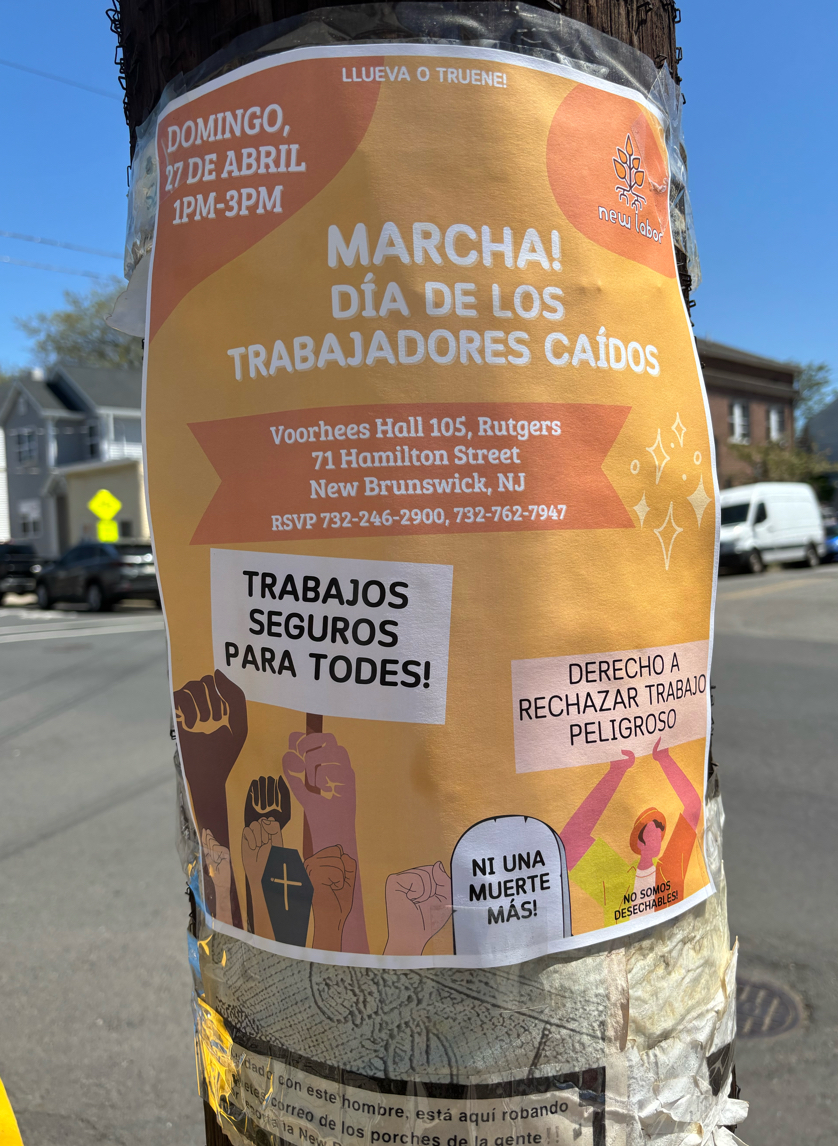 LLUEVA O TRUENE!
DOMINGO,
27 DE ABRIL
1PM-3PM
new labor
MARCHA!
DÍA DE LOS
TRABAJADORES CAÍDOS
Voorhees Hall 105, Rutgers
71 Hamilton Street
New Brunswick, NJ
RSVP 732-246-2900, 732-762-7947
TRABAJOS
SEGUROS
PARA TODES!
DERECHO A
RECHAZAR TRABAJO
PELIGROSO
NI UNA
MUERTE
MÁS!
NO SOMOS
DESECHABLES!
con este hombre, está aquí robando
correo de los porches de la gente !!
la New